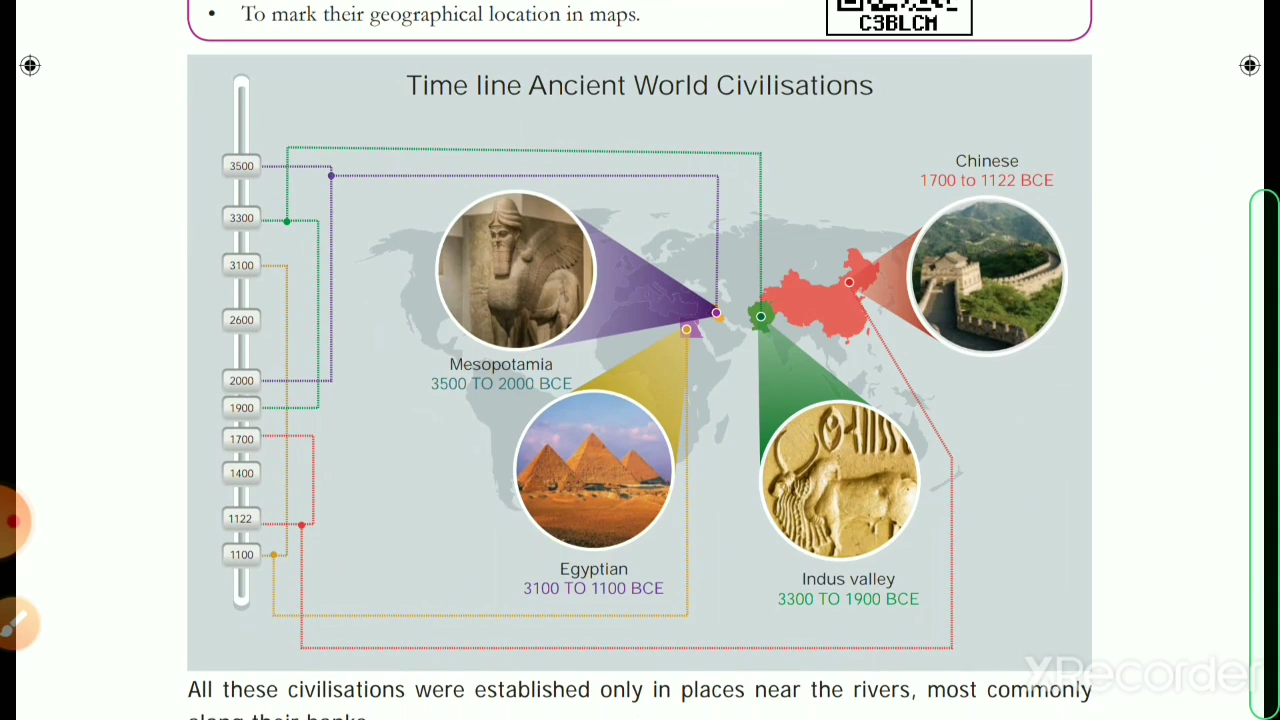 • To mark their geographical location in maps.
C3BLCM
Time line Ancient World Civilisations
3500
3300
3100
2600
2000
1900
1700
1400
1122
1100
Chinese
1700 to 1122 BCE
Mesopotamia
3500 TO 2000 BCE
Egyptian
3100 TO 1100 BCE
Indus valley
3300 TO 1900 BCE
XRecorder
All these civilisations were established only in places near the rivers, most commonly
along their banks.